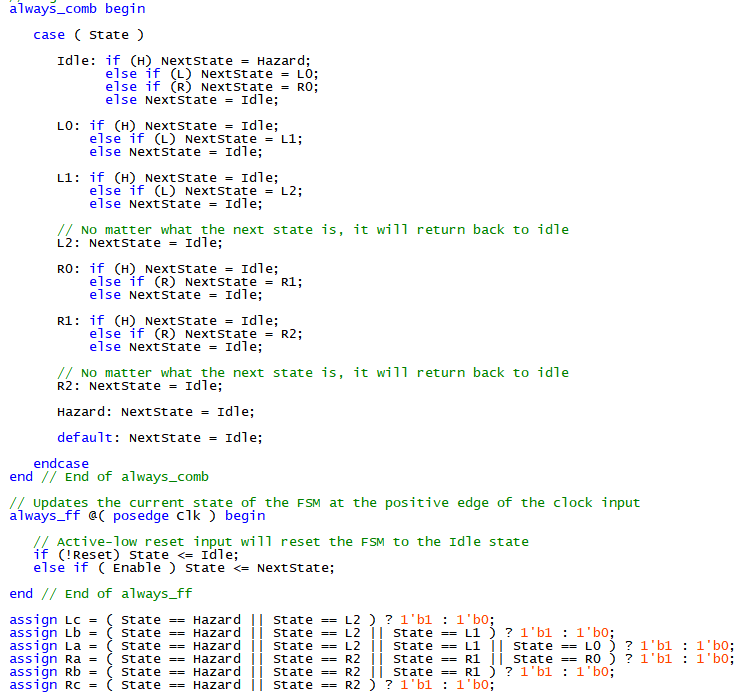 always_comb begin
case ( State )
Idle: if (H) NextState = Hazard;
else if (L) NextState = L0;
else if (R) NextState = R0;
else NextState = Idle;
L0: if (H) NextState = Idle;
else if (L) NextState = L1;
else NextState = Idle;
L1: if (H) NextState = Idle;
else if (L) NextState = L2;
else NextState = Idle;
// No matter what the next state is, it will return back to idle
L2: NextState = Idle;
R0: if (H) NextState = Idle;
else if (R) NextState = R1;
else NextState = Idle;
R1: if (H) NextState = Idle;
else if (R) NextState = R2;
else NextState = Idle;
// No matter what the next state is, it will return back to idle
R2: NextState = Idle;
Hazard: NextState = Idle;
default: NextState = Idle;
endcase
end // End of always_comb
// Updates the current state of the FSM at the positive edge of the clock input
always_ff @( posedge Clk ) begin
// Active-low reset input will reset the FSM to the Idle state
if (!Reset) State <= Idle;
else if ( Enable ) State <= NextState;
end // End of always_ff
assign Lc = ( State == Hazard || State == L2 ) ? 1'b1 : 1'b0;
assign Lb = ( State == Hazard || State == L2 || State == L1 ) ? 1'b1 : 1'b0;
assign La = ( State == Hazard || State == L2 || State == L1 || State == L0 ) ? 1'b1 : 1'b0;
assign Ra = ( State == Hazard || State == R2 || State == R1 || State == R0 ) ? 1'b1 : 1'b0;
assign Rb = ( State == Hazard || State == R2 || State == R1 ) ? 1'b1 : 1'b0;
assign Rc = ( State == Hazard || State == R2 ) ? 1'b1 : 1'b0;